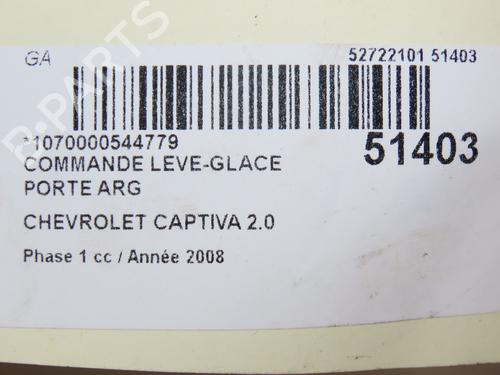 GA
52722101 51403
*1070000544779
51403
COMMANDE LEVE-GLACE
PORTE ARG
CHEVROLET CAPTIVA 2.0
Phase 1 cc / Année 2008
B-PARTS